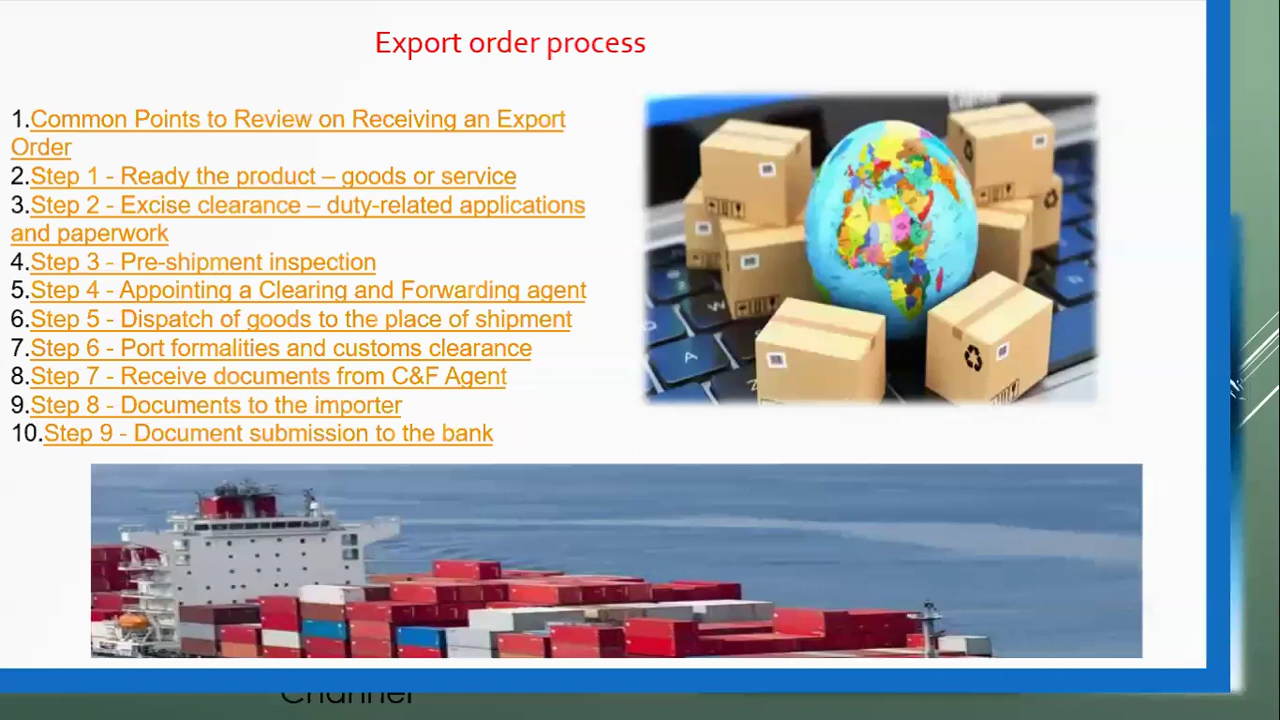 Export order process
1.Common Points to Review on Receiving an Export
Order
2.Step 1 - Ready the product – goods or service
3.Step 2 - Excise clearance – duty-related applications
and paperwork
4.Step 3 - Pre-shipment inspection
5.Step 4 - Appointing a Clearing and Forwarding agent
6.Step 5 - Dispatch of goods to the place of shipment
7.Step 6 - Port formalities and customs clearance
8.Step 7 - Receive documents from C&F Agent
9.Step 8 - Documents to the importer
10.Step 9 - Document submission to the bank
Channel